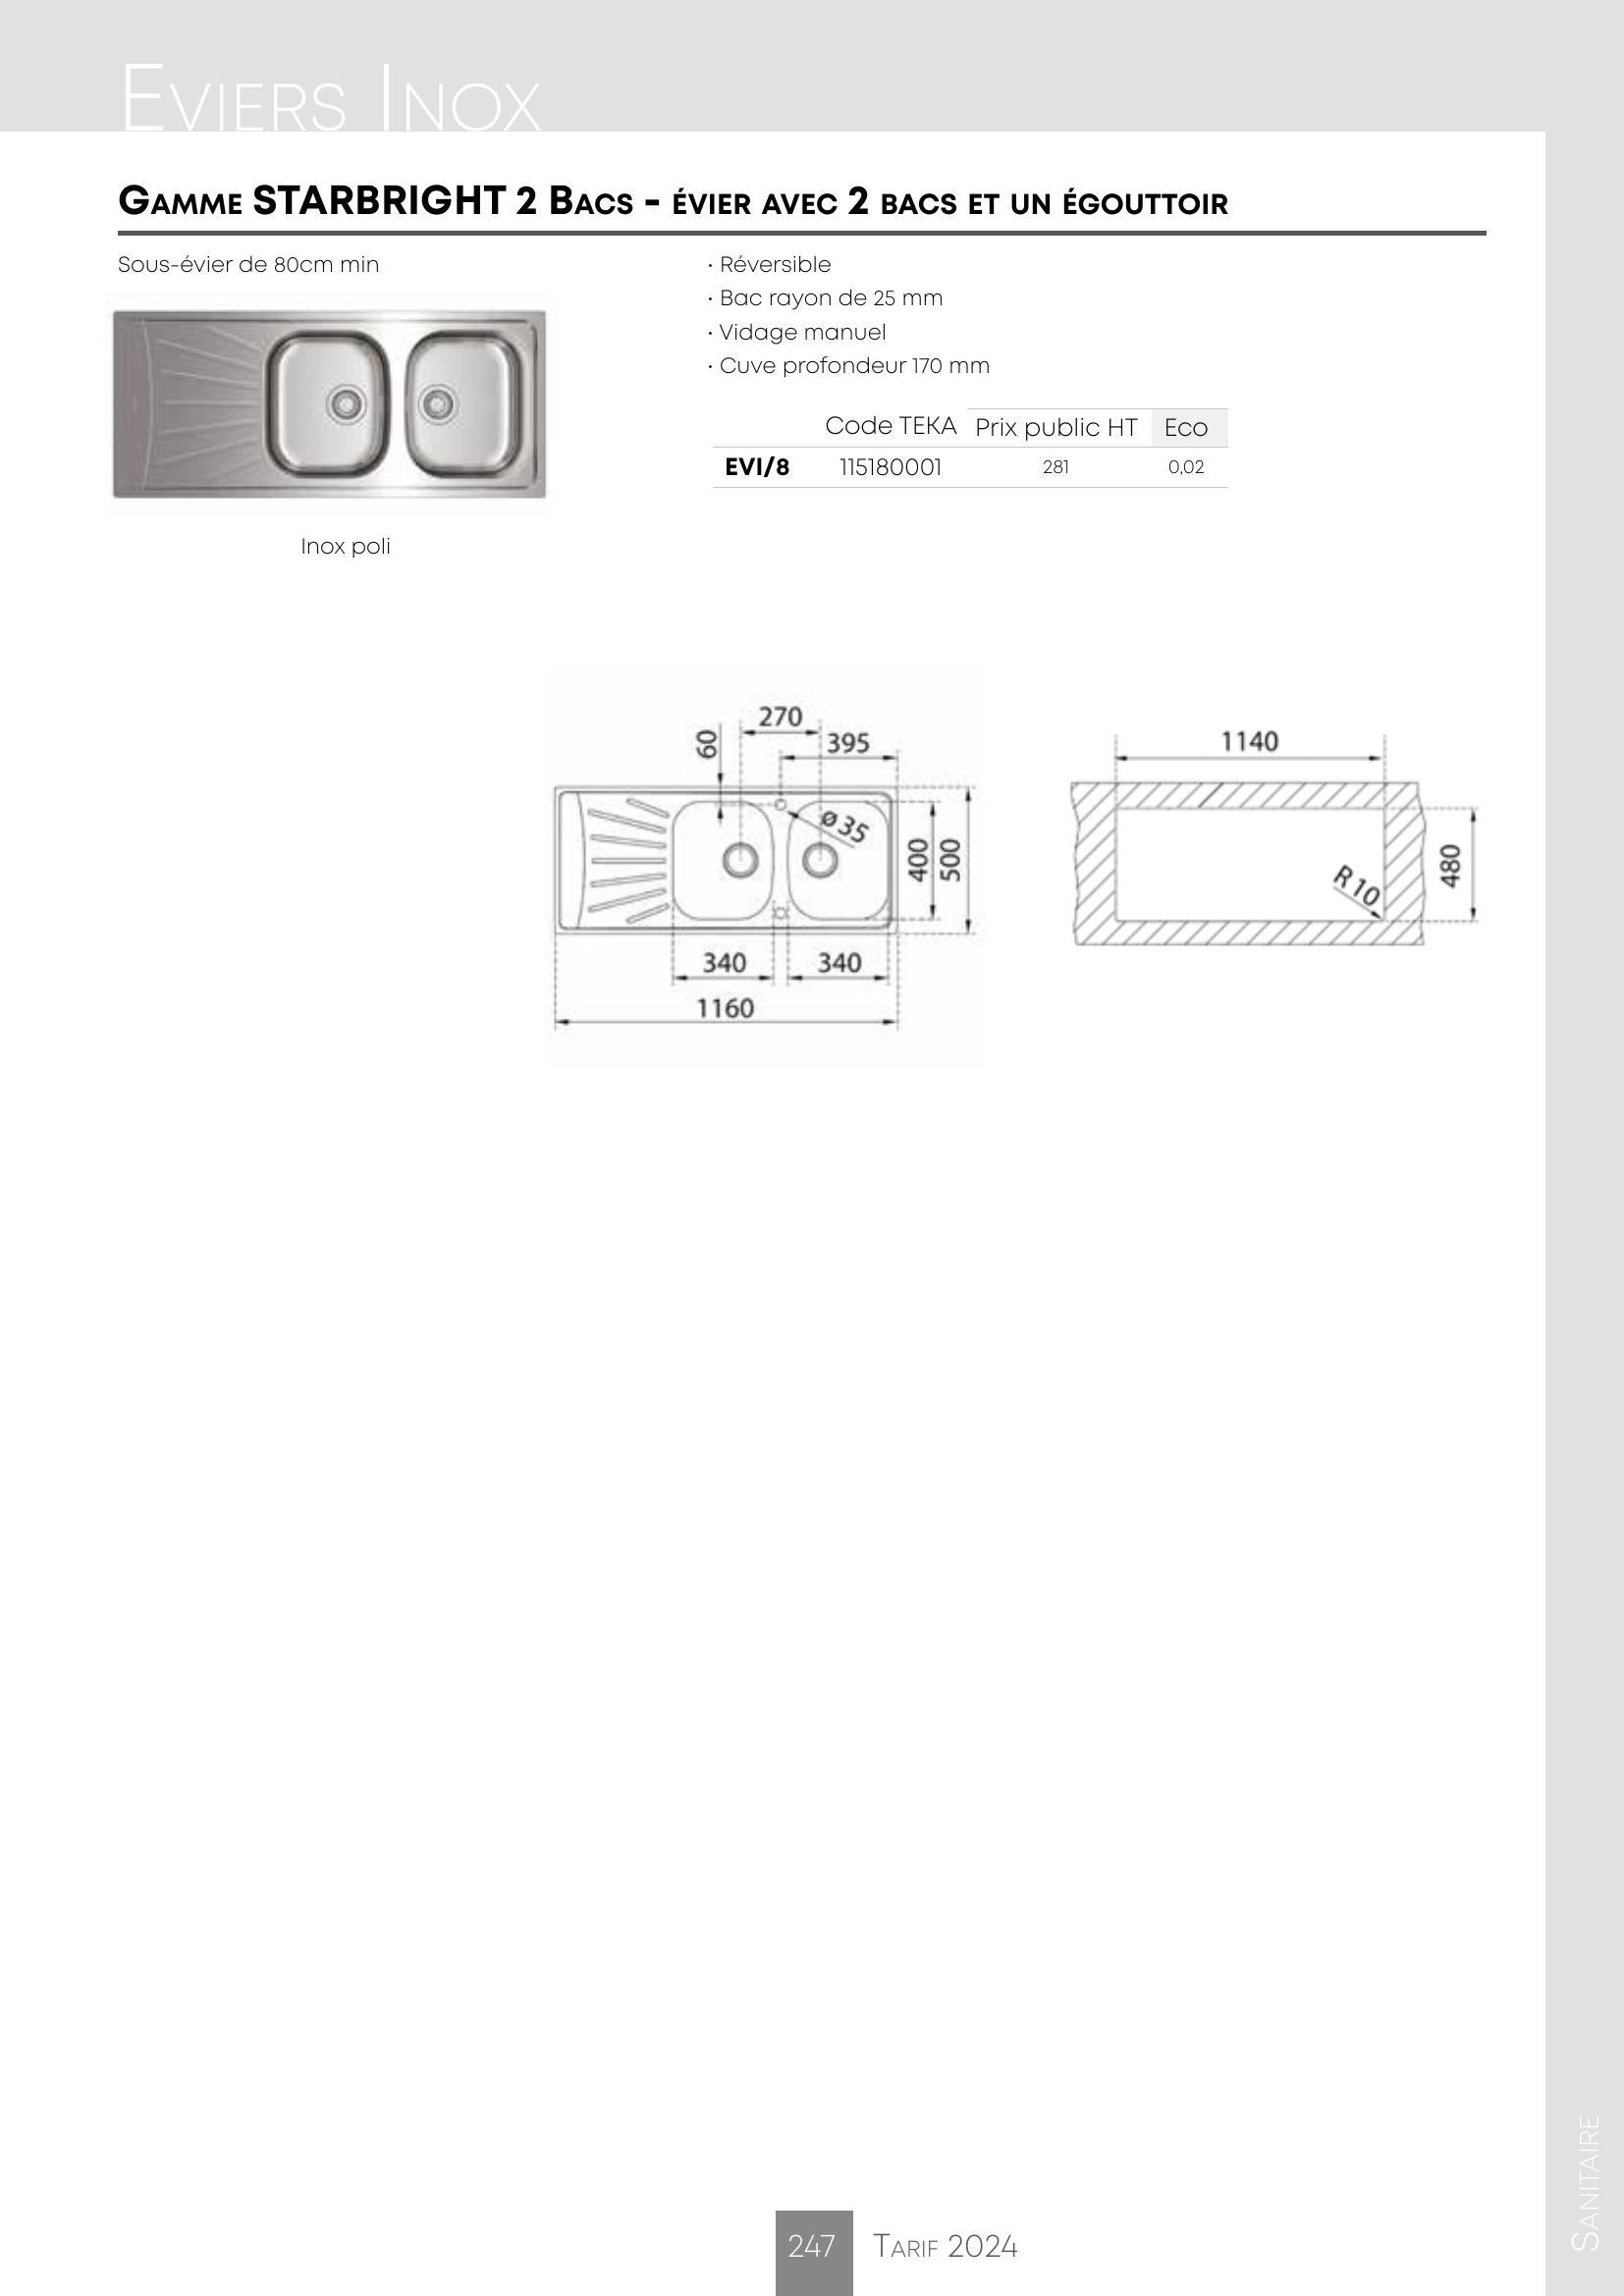 Eviers Inox
Gamme STARBRIGHT 2 Bacs - évier avec 2 bacs et un égouttoir
Sous-évier de 80cm min
· Réversible
· Bac rayon de 25 mm
· Vidage manuel
· Cuve profondeur 170 mm
Code TEKA Prix public HT Eco
EVI/8 115180001 281 0,02
Inox poli
270
60
395
ø 35
400
500
340
340
1160
1140
480
R 10
Sanitaire
247 Tarif 2024